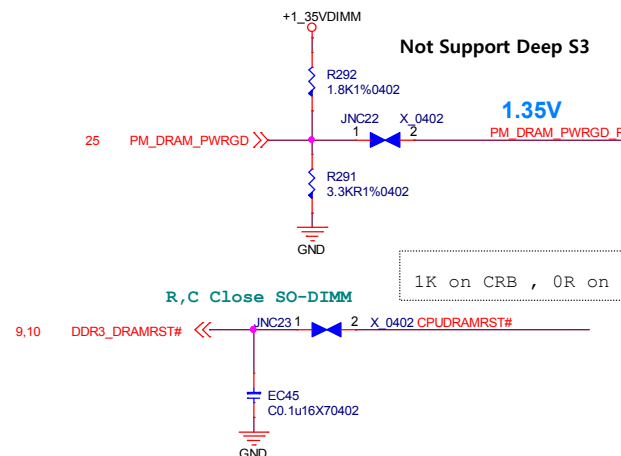 +1_35VDIMM
Not Support Deep S3
R292
1.8K1%0402
JNC22 X_0402
1.35V
25 PM_DRAM_PWRGD 1 2 PM_DRAM_PWRGD_R
R291
3.3KR1%0402
GND
1K on CRB , 0R on
R,C Close SO-DIMM
9,10 DDR3_DRAMRST# JNC23 1 2 X_0402 CPUDRAMRST#
EC45
C0.1u16X70402
GND